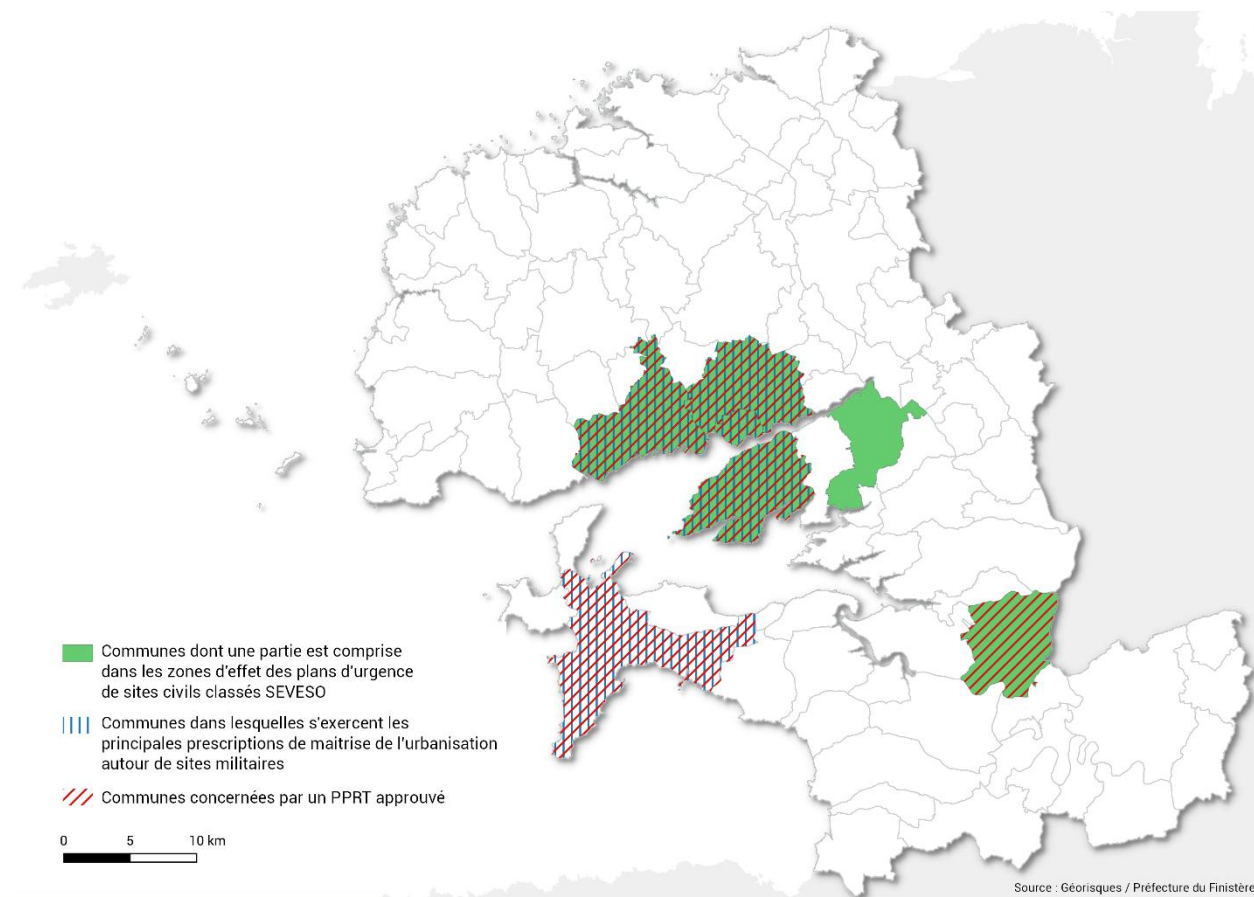 Communes dont une partie est comprise
dans les zones d'effet des plans d'urgence
de sites civils classés SEVESO
Communes dans lesquelles s'exercent les
principales prescriptions de maitrise de l'urbanisation
autour de sites militaires
Communes concernées par un PPRT approuvé
0 5 10 km
Source : Géorisques / Préfecture du Finistère